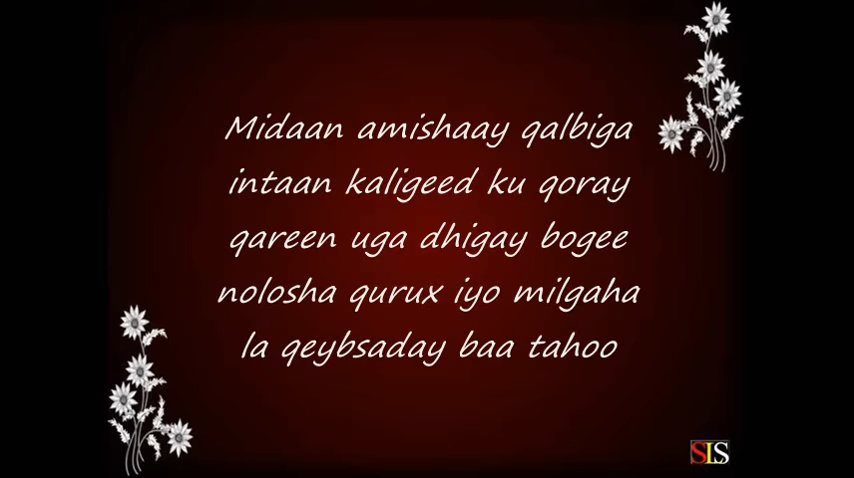 Midaan amishaay qalbiga
intaan kaligeed ku qoray
qareen uga dhigay bogee
nolosha qurux iyo milgaha
la qeybsaday baa tahoo
SLS